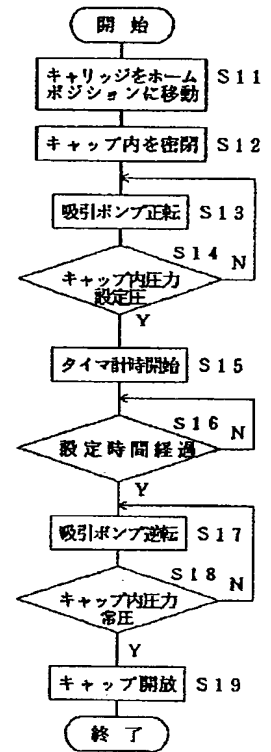 開始
キャリッジをホーム
ポジションに移動
S11
キャップ内を密閉
S12
吸引ポンプ正転
S13
S14
キャップ内圧力
設定圧
N
Y
タイマ計時開始
S15
S16
設定時間経過
N
Y
吸引ポンプ逆転
S17
S18
キャップ内圧力
常圧
N
Y
キャップ開放
S19
終了